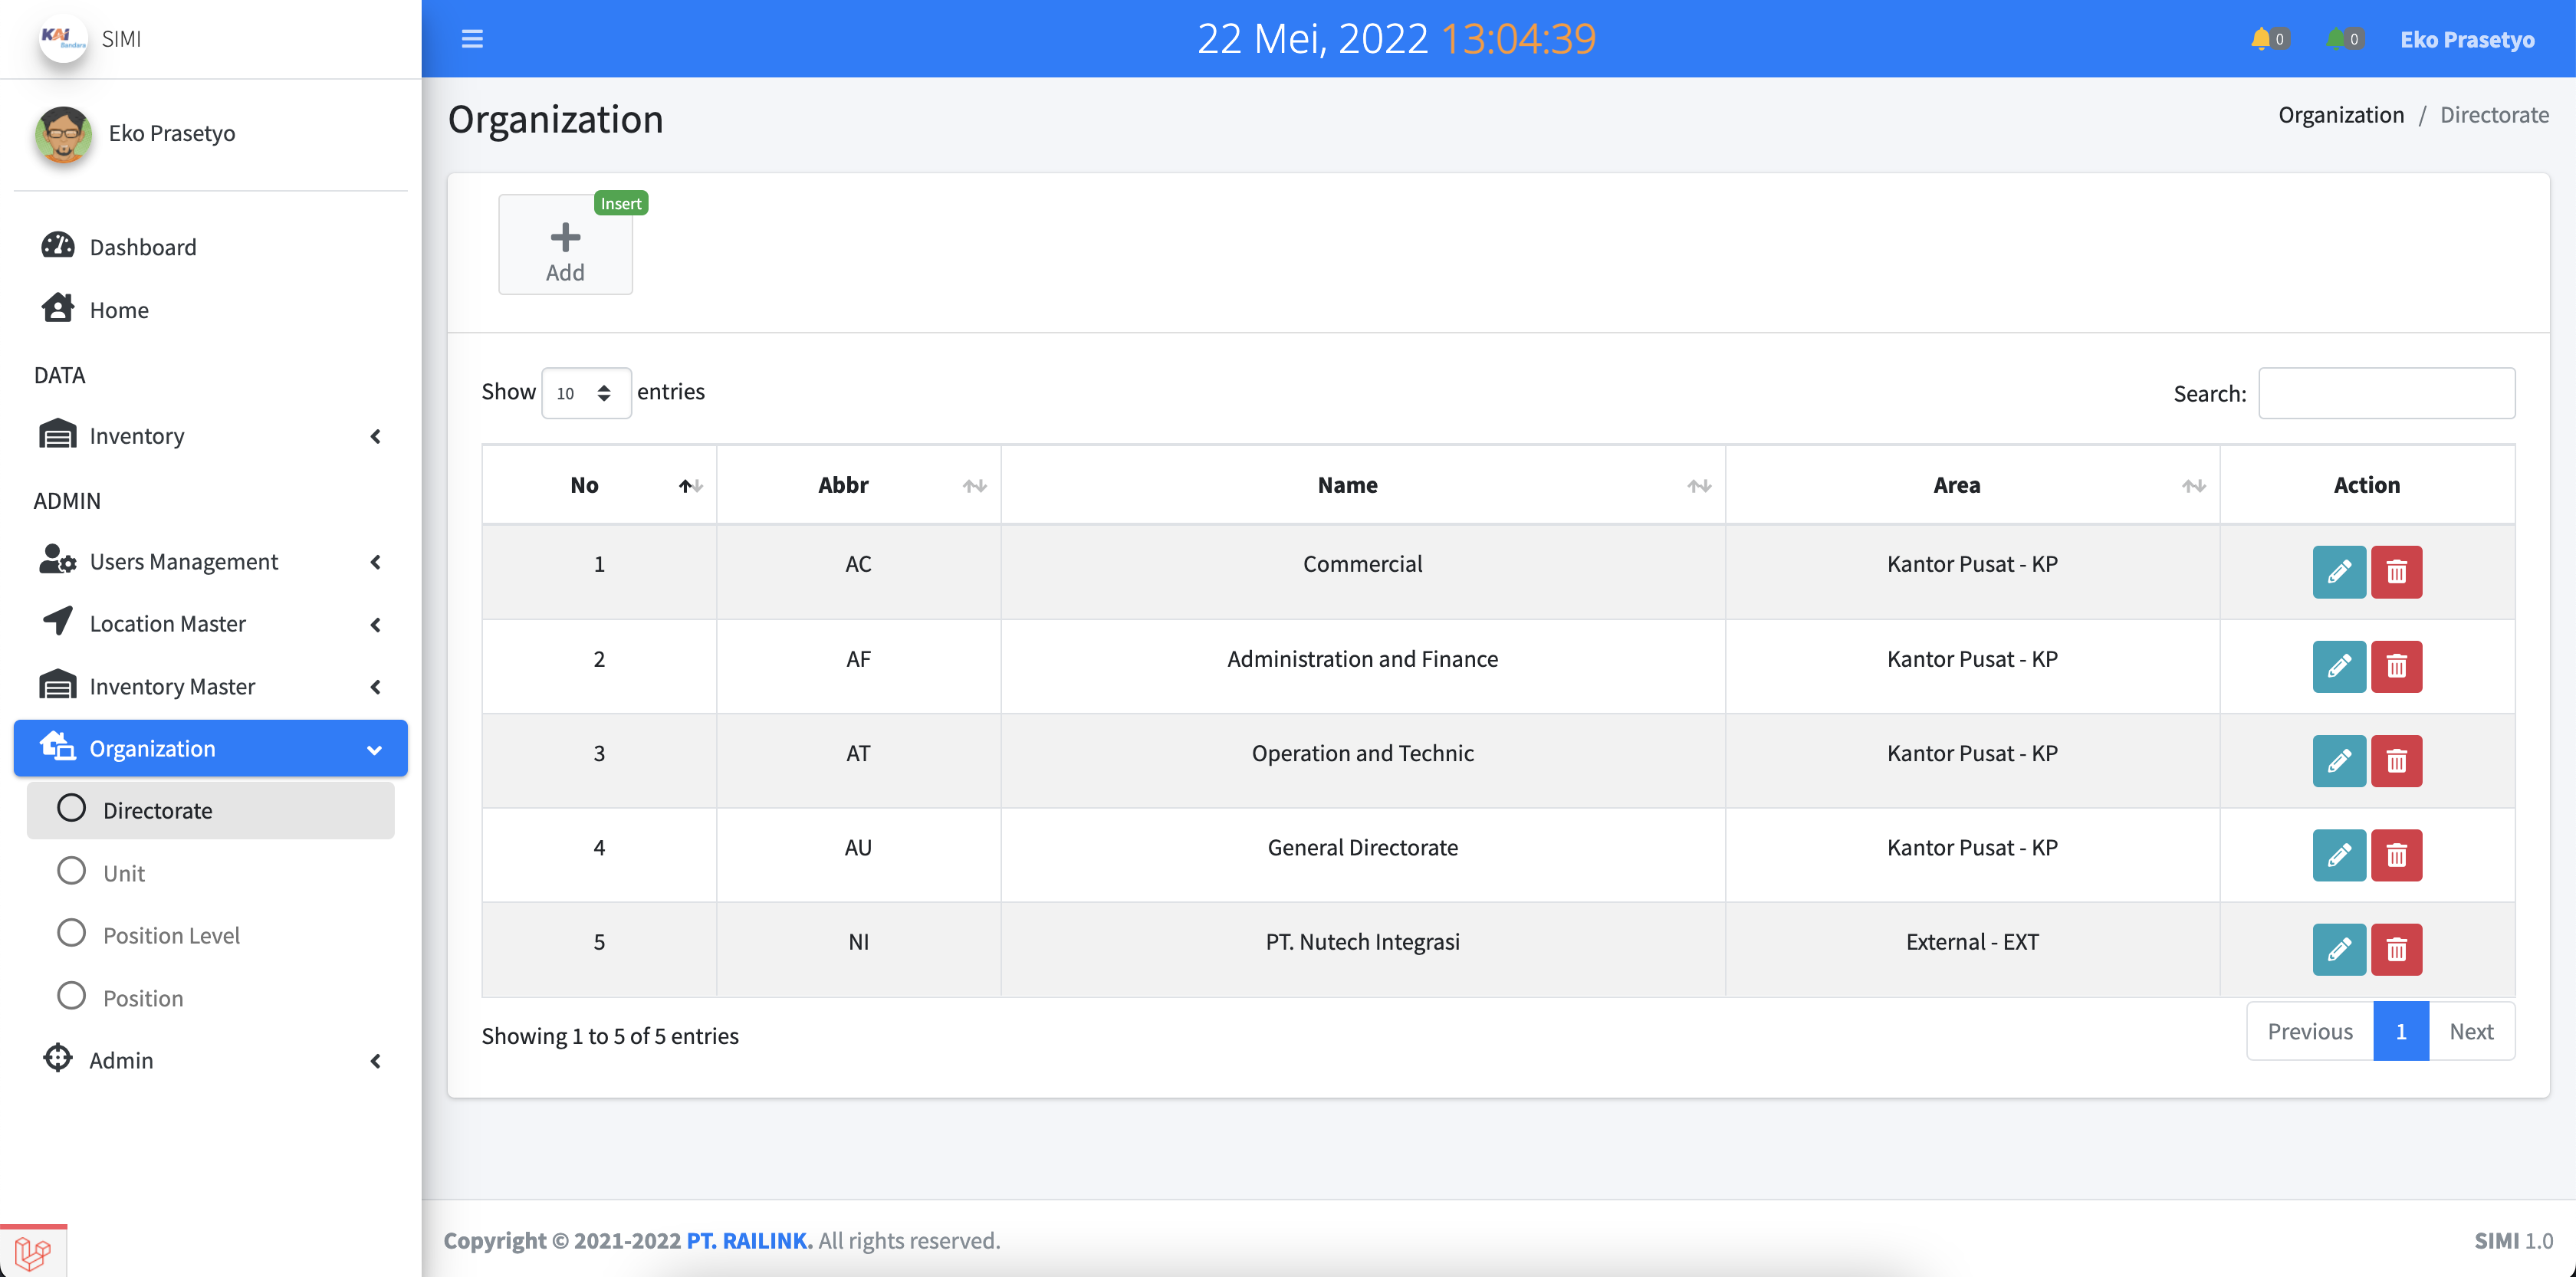 KAi
Bandara
SIMI
22 Mei, 2022 13:04:39
0
0
Eko Prasetyo
Eko Prasetyo
Dashboard
Home
DATA
Inventory
ADMIN
Users Management
Location Master
Inventory Master
Organization
Directorate
Unit
Position Level
Position
Admin
Organization
Organization / Directorate
Insert
Add
Show 10 entries
Search:
No Abbr Name Area Action
1 AC Commercial Kantor Pusat - KP
2 AF Administration and Finance Kantor Pusat - KP
3 AT Operation and Technic Kantor Pusat - KP
4 AU General Directorate Kantor Pusat - KP
5 NI PT. Nutech Integrasi External - EXT
Showing 1 to 5 of 5 entries
Previous 1 Next
Copyright © 2021-2022 PT. RAILINK. All rights reserved.
SIMI 1.0